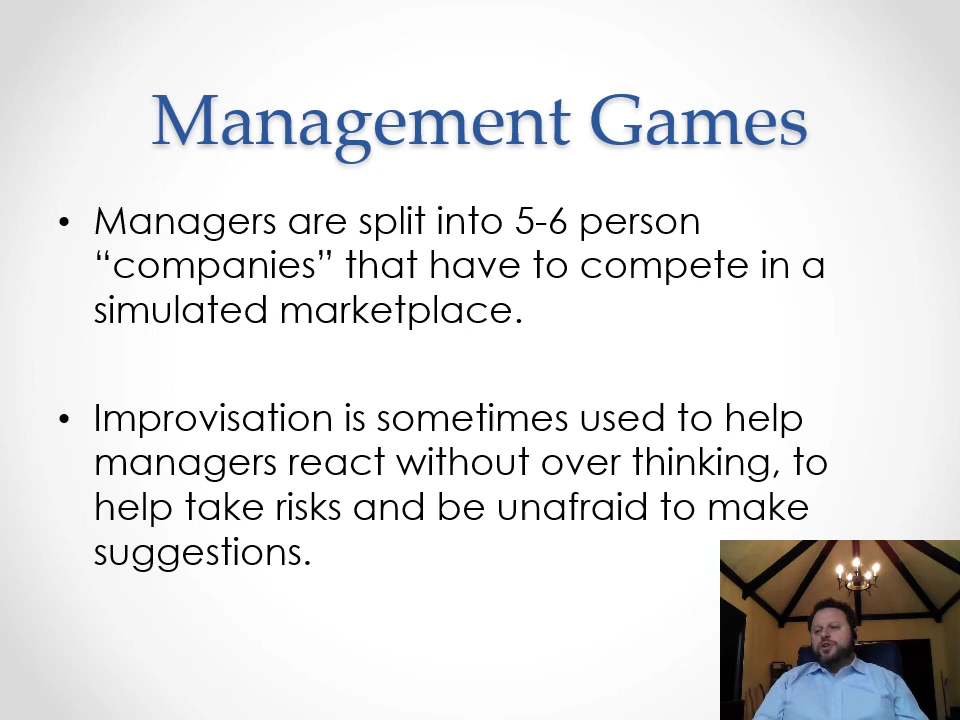 Management Games
• Managers are split into 5-6 person
“companies” that have to compete in a
simulated marketplace.
• Improvisation is sometimes used to help
managers react without over thinking, to
help take risks and be unafraid to make
suggestions.